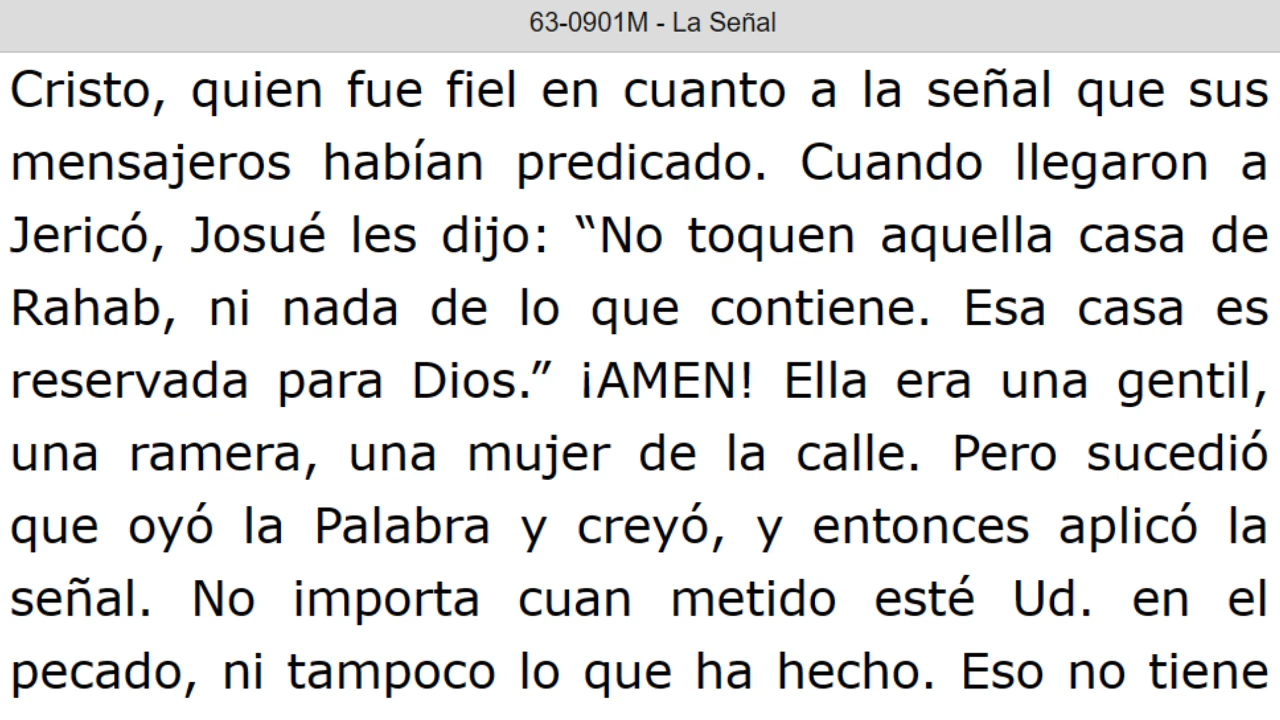 63-0901M - La Señal
Cristo, quien fue fiel en cuanto a la señal que sus
mensajeros habían predicado. Cuando llegaron a
Jericó, Josué les dijo: “No toquen aquella casa de
Rahab, ni nada de lo que contiene. Esa casa es
reservada para Dios.” ¡AMEN! Ella era una gentil,
una ramera, una mujer de la calle. Pero sucedió
que oyó la Palabra y creyó, y entonces aplicó la
señal. No importa cuan metido esté Ud. en el
pecado, ni tampoco lo que ha hecho. Eso no tiene